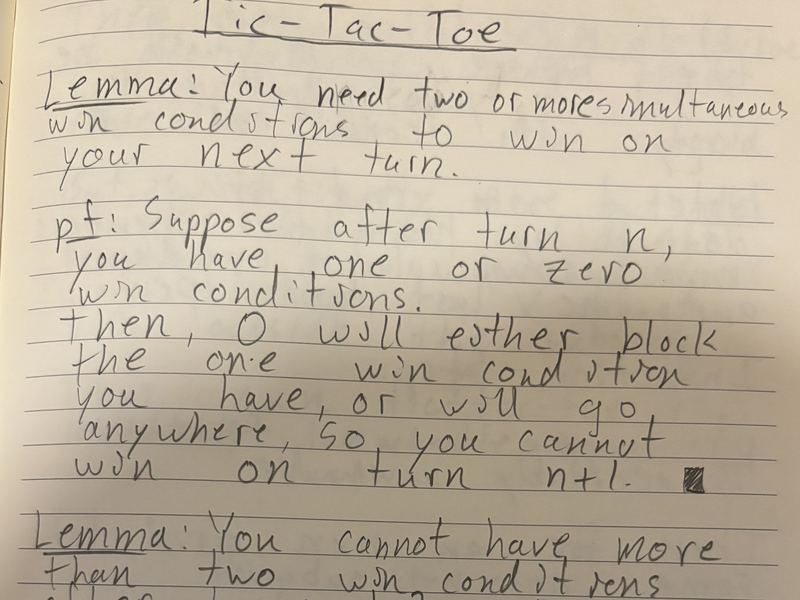 Tic-Tac-Toe
Lemma: You need two or more simultaneous
win conditions to win on
your next turn.
pf: Suppose after turn n,
you have one or zero
win conditions.
then, O will either block
the one win condition
you have, or will go
anywhere, so you cannot
win on turn n+1. ■
Lemma: You cannot have more
than two win conditions